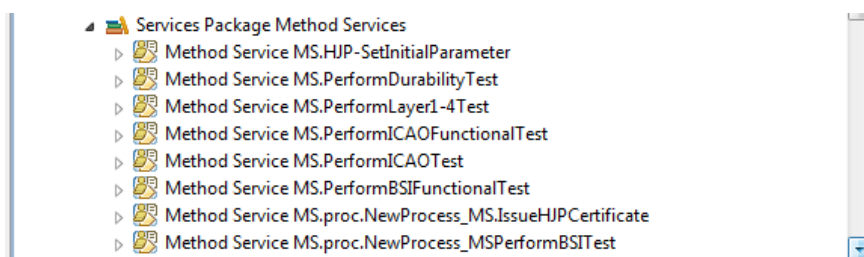 Services Package Method Services
Method Service MS.HJP-SetInitialParameter
Method Service MS.PerformDurabilityTest
Method Service MS.PerformLayer1-4Test
Method Service MS.PerformICAOFunctionalTest
Method Service MS.PerformICAOTest
Method Service MS.PerformBSIFunctionalTest
Method Service MS.proc.NewProcess_MS.IssueHJPCertificate
Method Service MS.proc.NewProcess_MSPerformBSITest